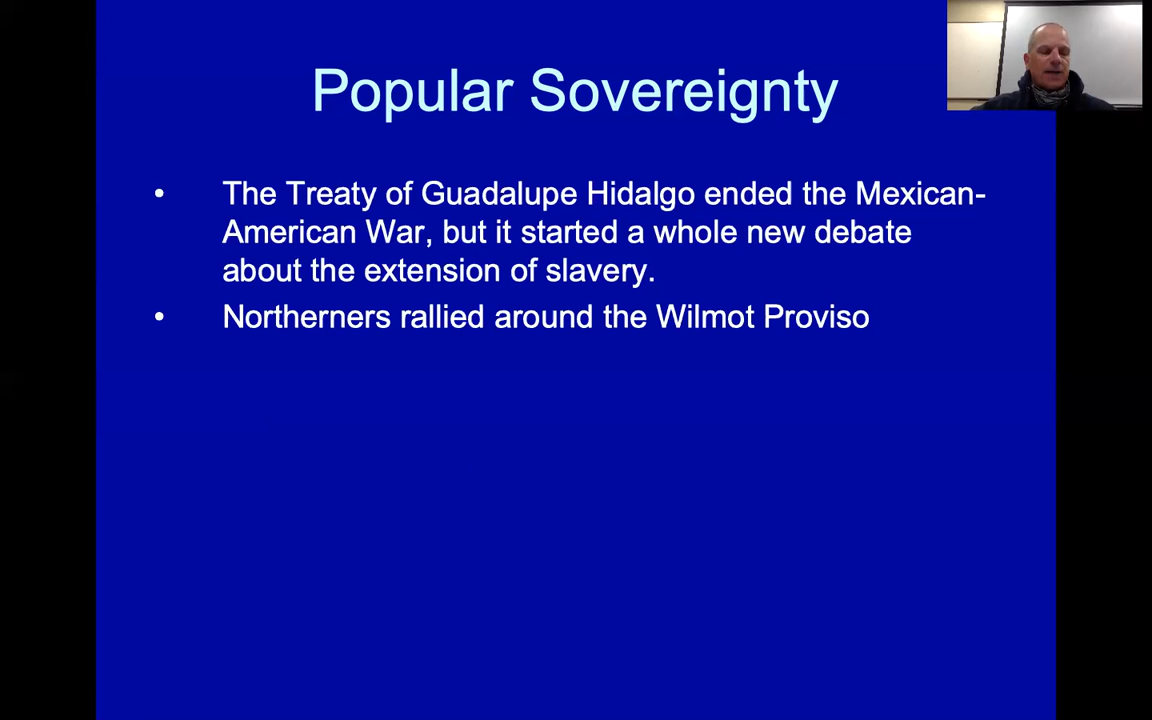 Popular Sovereignty
• The Treaty of Guadalupe Hidalgo ended the Mexican-
American War, but it started a whole new debate
about the extension of slavery.
• Northerners rallied around the Wilmot Proviso